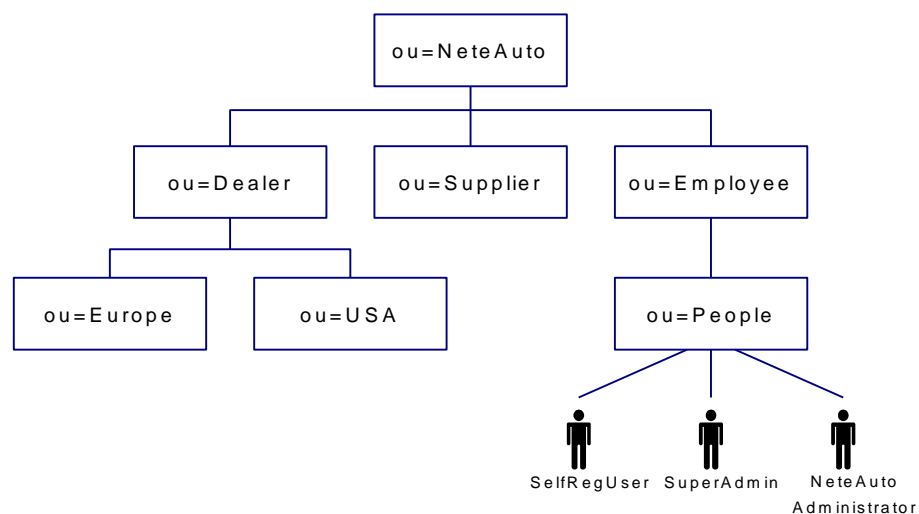 ou=NeteAuto
ou=Dealer
ou=Supplier
ou=Employee
ou=Europe
ou=USA
ou=People
SelfRegUser
SuperAdmin
NeteAuto
Administrator